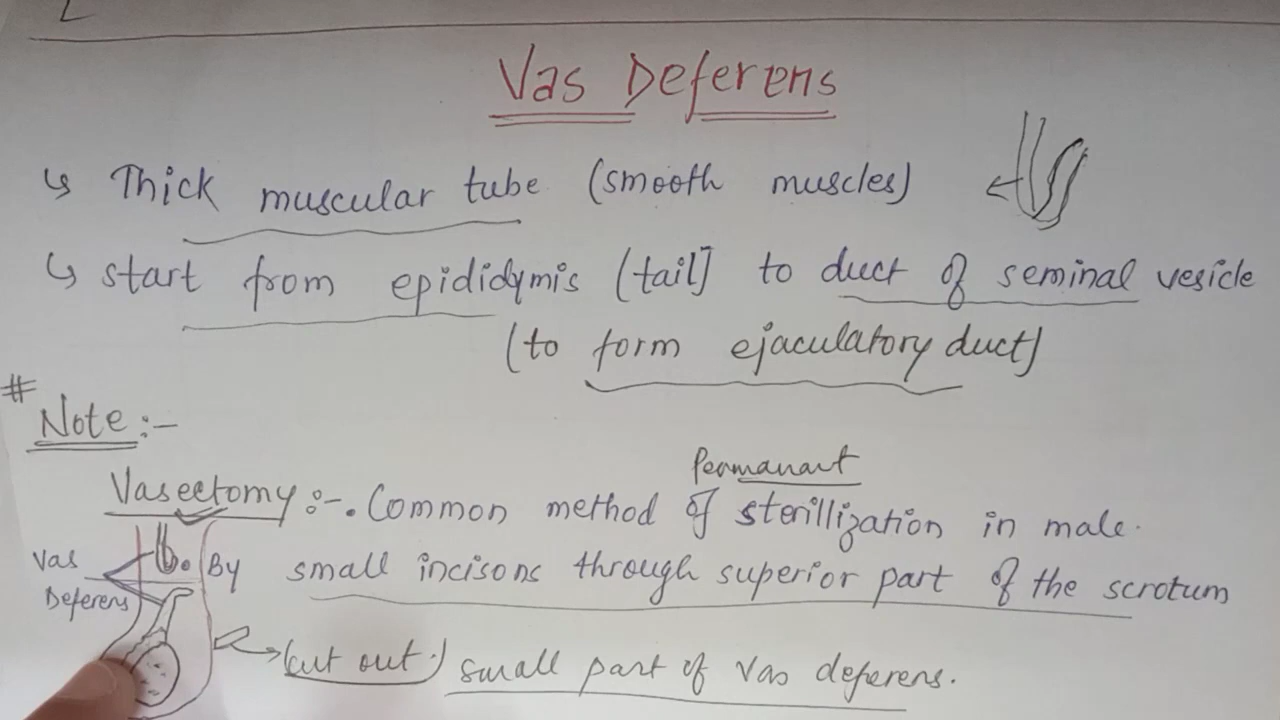 Vas Deferens
↳ Thick muscular tube (smooth muscles)
↳ start from epididymis (tail] to duct of seminal vesicle
(to form ejaculatory duct)
# Note :-
Permanant
Vasectomy :- . Common method of sterillization in male.
Vas Deferens
By small incisons through superior part of the scrotum
(cut out) small part of vas deferens.